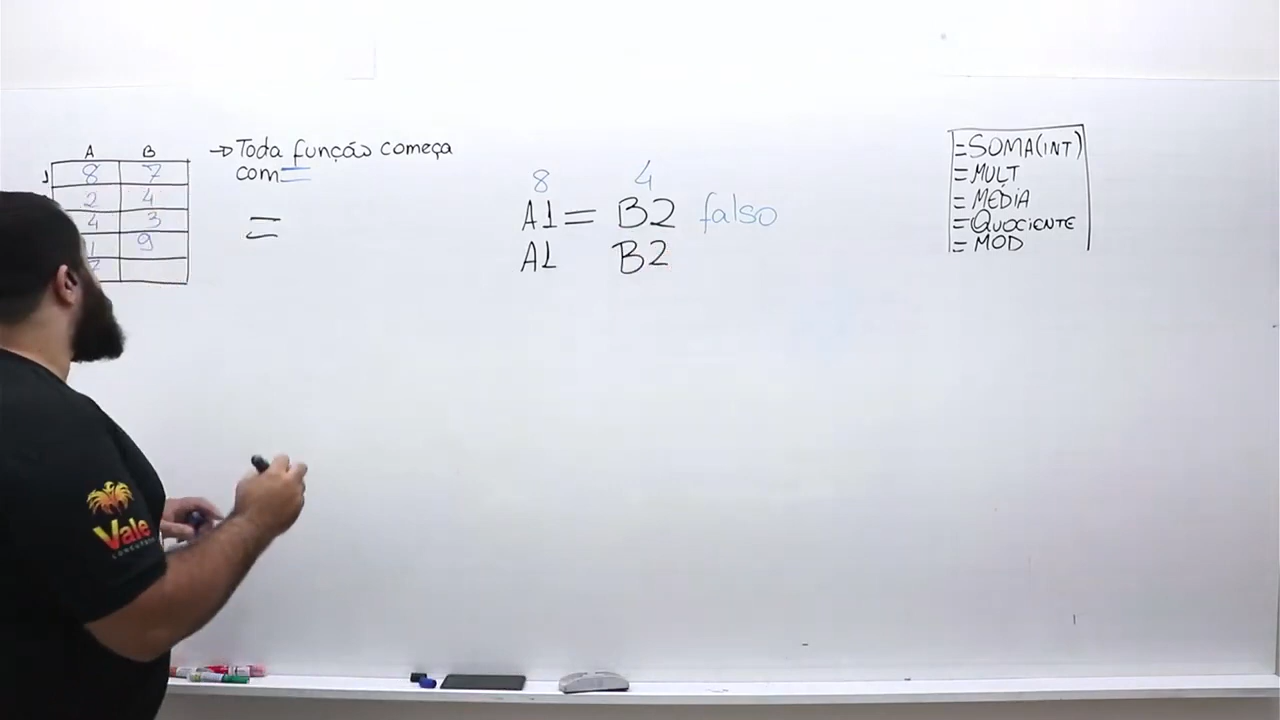 A B
1 8 7
2 4
4 3
1 9
→ Toda função começa
com =
=
8 4
A1 = B2 falso
A1 B2
=SOMA(INT)
=MULT
=MÉDIA
=QUOCIENTE
=MOD
Vale